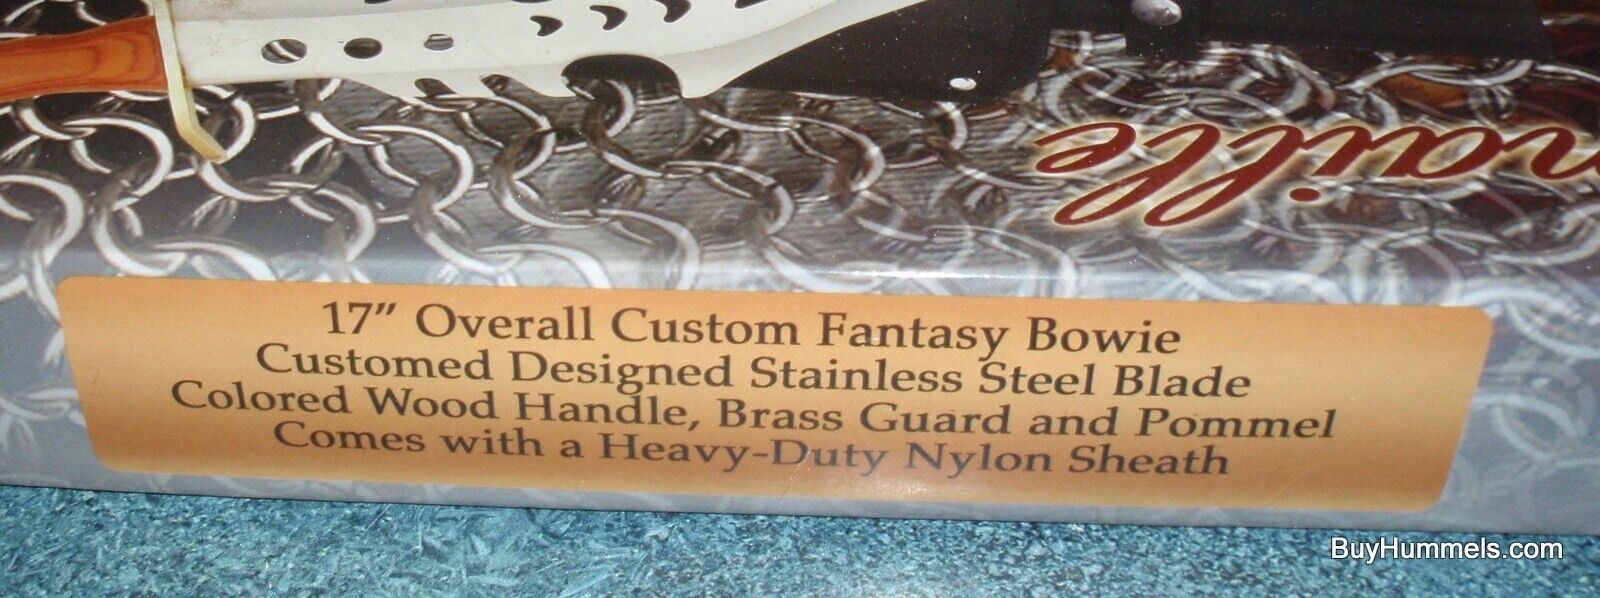 maille
17” Overall Custom Fantasy Bowie
Customed Designed Stainless Steel Blade
Colored Wood Handle, Brass Guard and Pommel
Comes with a Heavy-Duty Nylon Sheath
BuyHummels.com